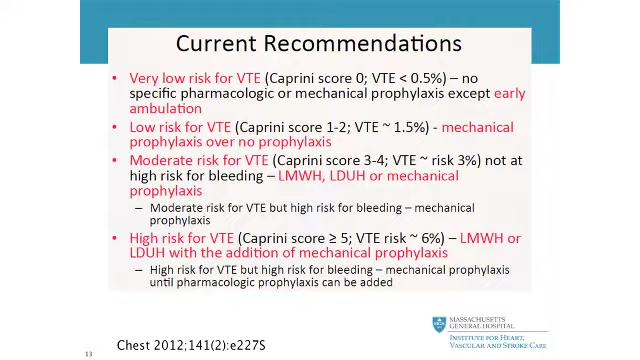 Current Recommendations
• Very low risk for VTE (Caprini score 0; VTE < 0.5%) – no
specific pharmacologic or mechanical prophylaxis except early
ambulation
• Low risk for VTE (Caprini score 1-2; VTE ~ 1.5%) - mechanical
prophylaxis over no prophylaxis
• Moderate risk for VTE (Caprini score 3-4; VTE ~ risk 3%) not at
high risk for bleeding – LMWH, LDUH or mechanical
prophylaxis
– Moderate risk for VTE but high risk for bleeding – mechanical
prophylaxis
• High risk for VTE (Caprini score ≥ 5; VTE risk ~ 6%) – LMWH or
LDUH with the addition of mechanical prophylaxis
– High risk for VTE but high risk for bleeding – mechanical prophylaxis
until pharmacologic prophylaxis can be added
MASSACHUSETTS
GENERAL HOSPITAL
INSTITUTE FOR HEART,
VASCULAR AND STROKE CARE
Chest 2012;141(2):e227S
13